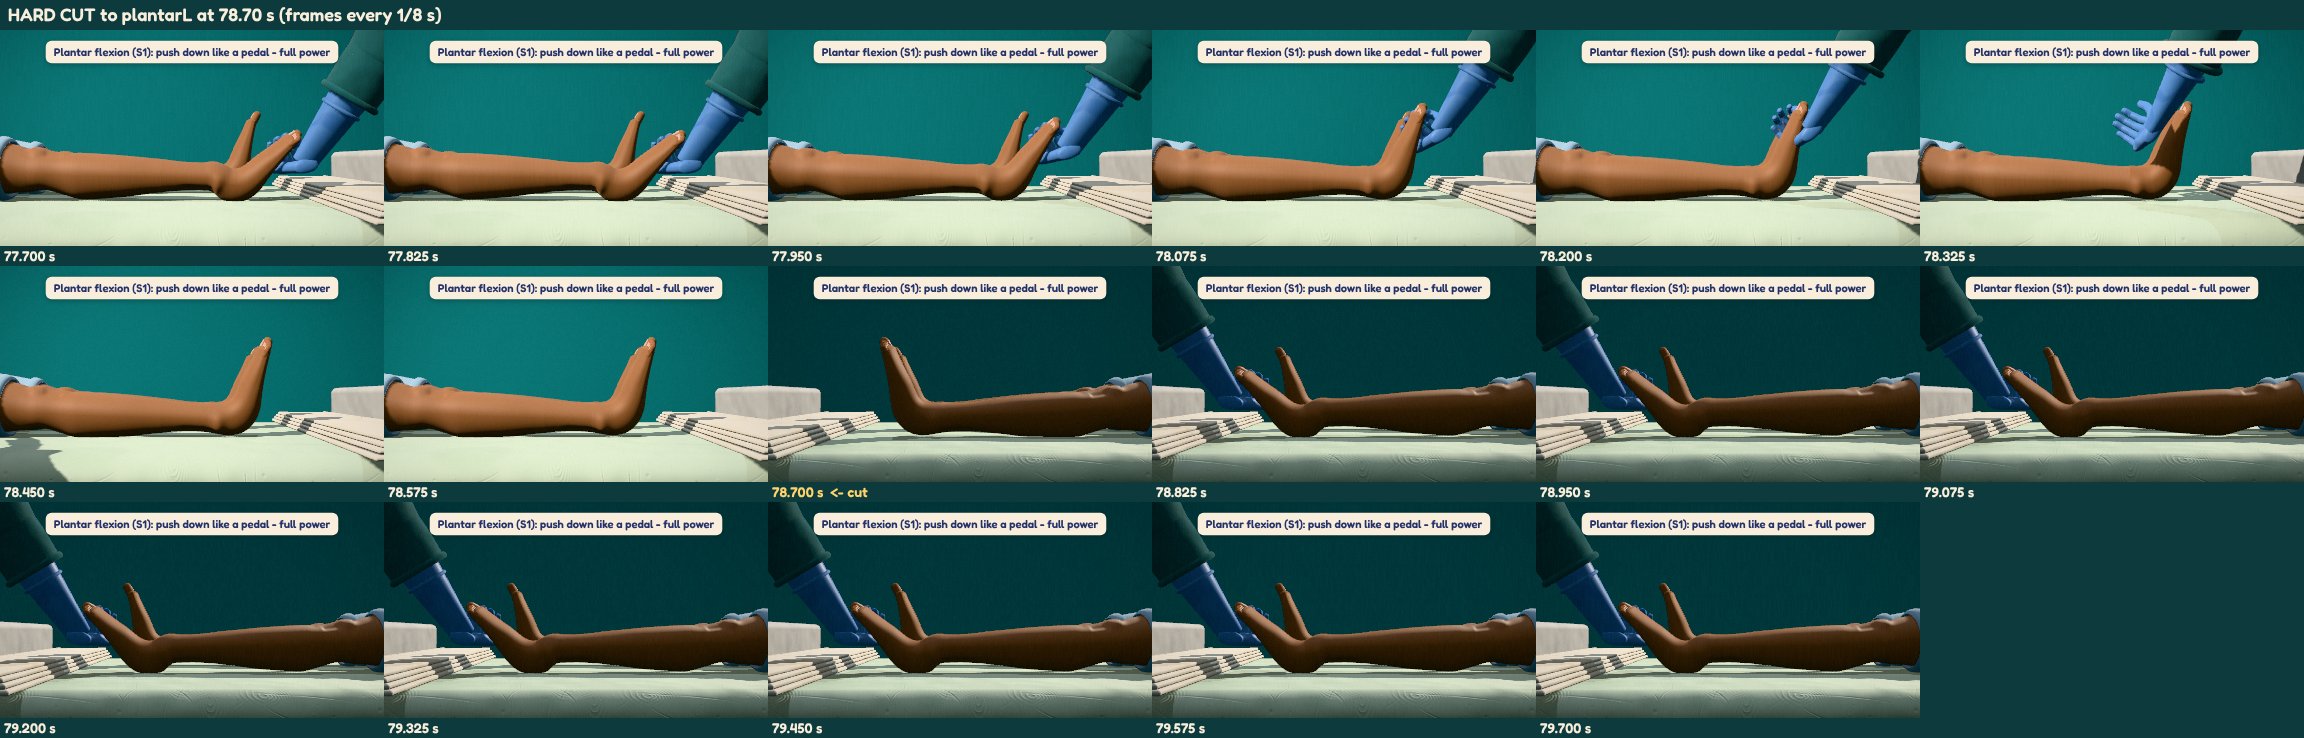 HARD CUT to plantarL at 78.70 s (frames every 1/8 s)
Plantar flexion (S1): push down like a pedal - full power
Plantar flexion (S1): push down like a pedal - full power
Plantar flexion (S1): push down like a pedal - full power
Plantar flexion (S1): push down like a pedal - full power
Plantar flexion (S1): push down like a pedal - full power
Plantar flexion (S1): push down like a pedal - full power
77.700 s
77.825 s
77.950 s
78.075 s
78.200 s
78.325 s
Plantar flexion (S1): push down like a pedal - full power
Plantar flexion (S1): push down like a pedal - full power
Plantar flexion (S1): push down like a pedal - full power
Plantar flexion (S1): push down like a pedal - full power
Plantar flexion (S1): push down like a pedal - full power
Plantar flexion (S1): push down like a pedal - full power
78.450 s
78.575 s
78.700 s <- cut
78.825 s
78.950 s
79.075 s
Plantar flexion (S1): push down like a pedal - full power
Plantar flexion (S1): push down like a pedal - full power
Plantar flexion (S1): push down like a pedal - full power
Plantar flexion (S1): push down like a pedal - full power
Plantar flexion (S1): push down like a pedal - full power
79.200 s
79.325 s
79.450 s
79.575 s
79.700 s